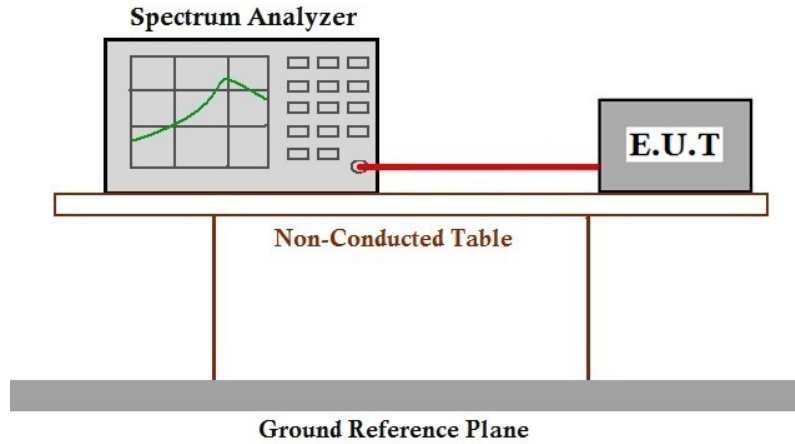 Spectrum Analyzer
E.U.T
Non-Conducted Table
Ground Reference Plane